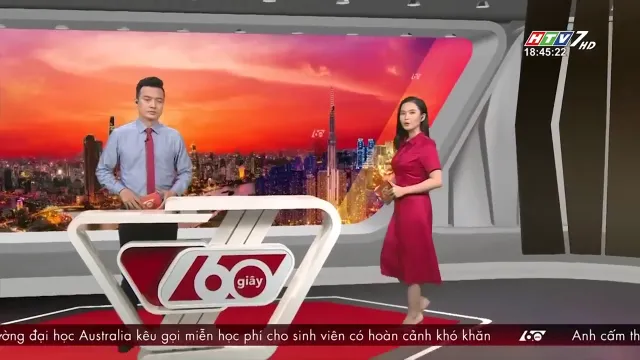 HTV7 HD
18:45:22
60 giây
ường đại học Australia kêu gọi miễn học phí cho sinh viên có hoàn cảnh khó khăn 60 Anh cấm th